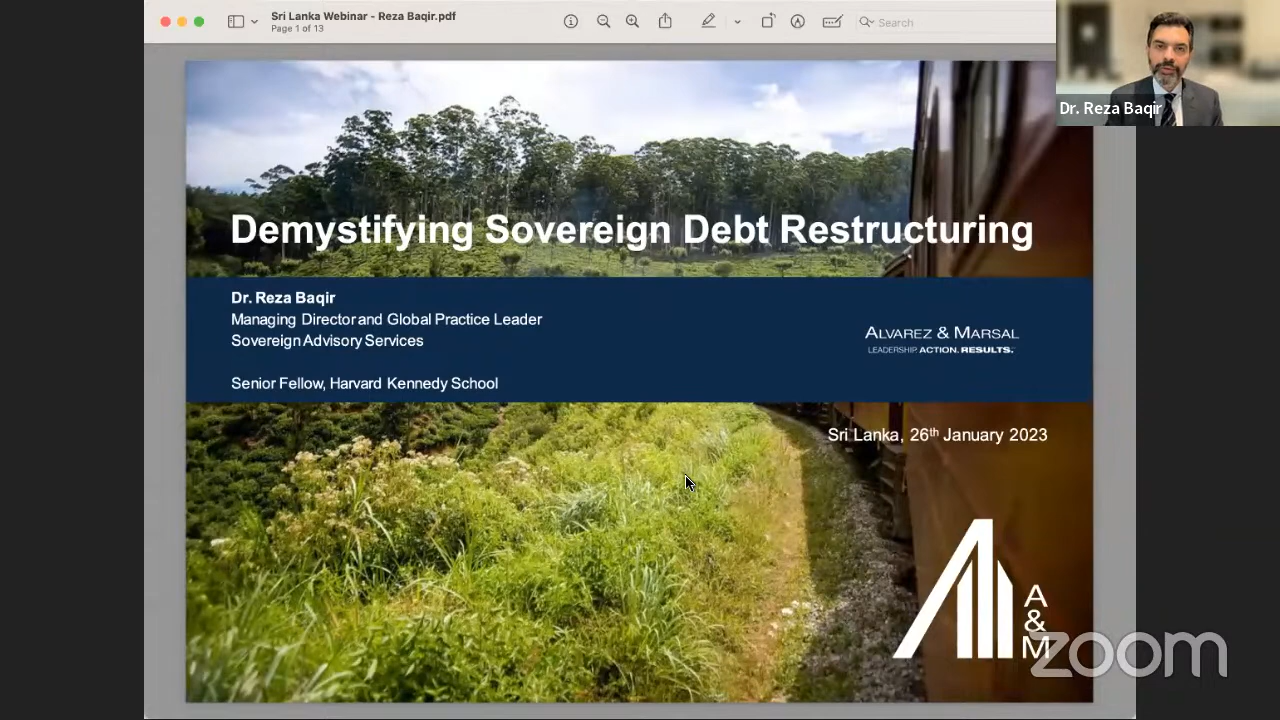 Sri Lanka Webinar - Reza Baqir.pdf
Page 1 of 13
Search
Dr. Reza Baqir
Demystifying Sovereign Debt Restructuring
Dr. Reza Baqir
Managing Director and Global Practice Leader
Sovereign Advisory Services
Senior Fellow, Harvard Kennedy School
ALVAREZ & MARSAL
LEADERSHIP. ACTION. RESULTS.™
Sri Lanka, 26th January 2023
A
&
M
zoom